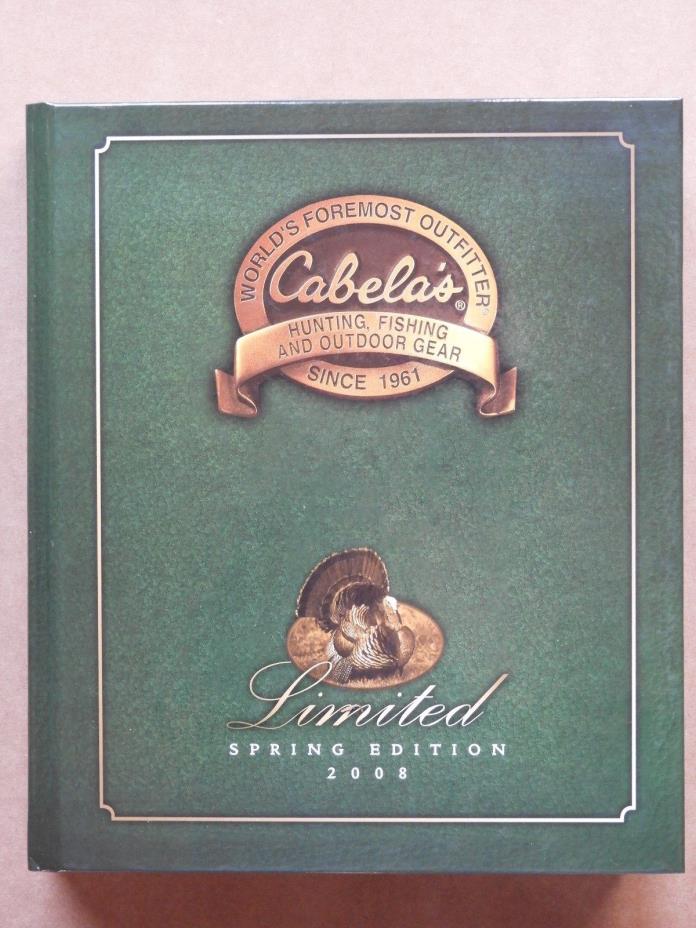 WORLD'S FOREMOST OUTFITTER®
Cabela's®
HUNTING, FISHING
AND OUTDOOR GEAR
SINCE 1961
Limited
SPRING EDITION
2008